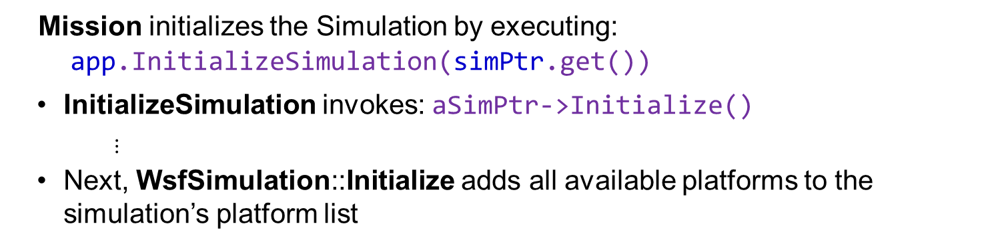 Mission initializes the Simulation by executing:
app.InitializeSimulation(simPtr.get())
• InitializeSimulation invokes: aSimPtr->Initialize()
⋮
• Next, WsfSimulation::Initialize adds all available platforms to the
simulation’s platform list